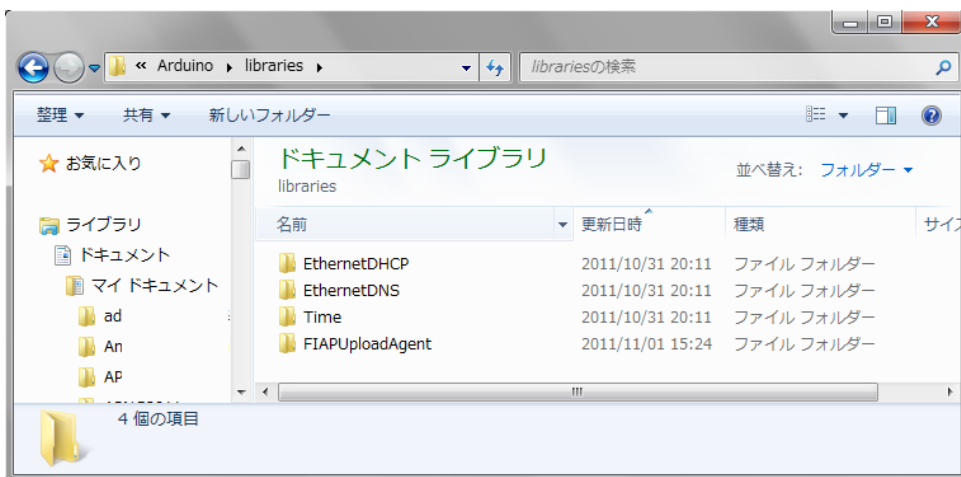 « Arduino libraries librariesの検索
整理 共有 新しいフォルダー
お気に入り
ライブラリ
ドキュメント
マイ ドキュメント
ad
An
AP
ドキュメント ライブラリ
libraries
並べ替え: フォルダー
名前 更新日時 種類 サイズ
EthernetDHCP 2011/10/31 20:11 ファイル フォルダー
EthernetDNS 2011/10/31 20:11 ファイル フォルダー
Time 2011/10/31 20:11 ファイル フォルダー
FIAPUploadAgent 2011/11/01 15:24 ファイル フォルダー
4 個の項目